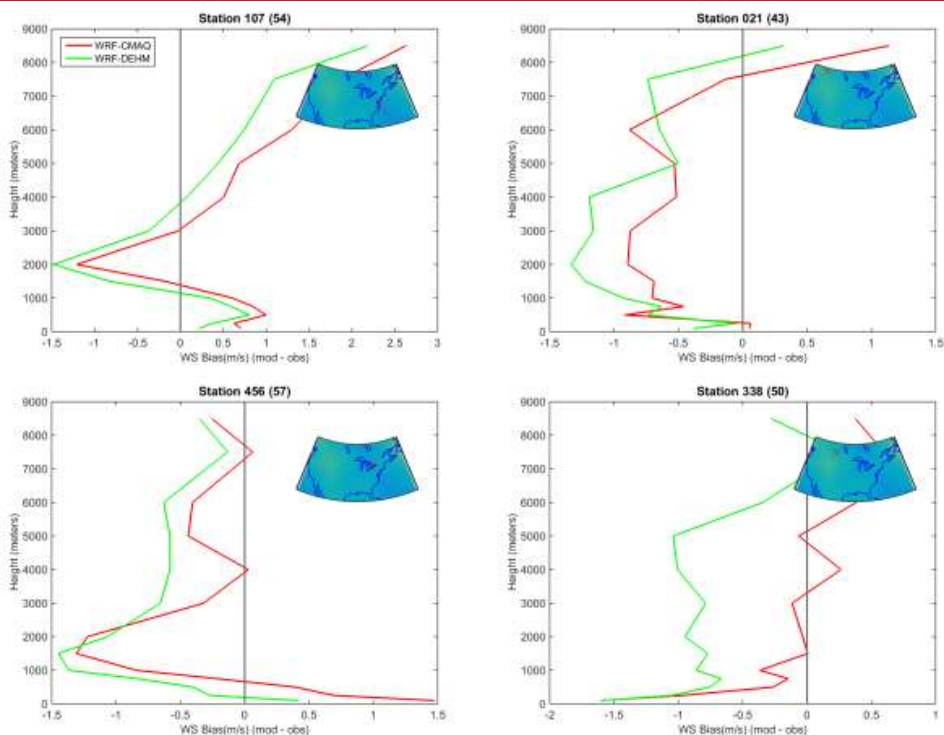 Station 107 (54)
9000
8000
7000
6000
5000
4000
3000
2000
1000
0
Height (meters)
WRF-CMAQ
WRF-DEHM
-1.5 -1 -0.5 0 0.5 1 1.5 2 2.5 3
WS Bias(m/s) (mod - obs)
Station 021 (43)
9000
8000
7000
6000
5000
4000
3000
2000
1000
0
Height (meters)
-1.5 -1 -0.5 0 0.5 1 1.5
WS Bias(m/s) (mod - obs)
Station 456 (57)
9000
8000
7000
6000
5000
4000
3000
2000
1000
0
Height (meters)
-1.5 -1 -0.5 0 0.5 1 1.5
WS Bias(m/s) (mod - obs)
Station 338 (50)
9000
8000
7000
6000
5000
4000
3000
2000
1000
0
Height (meters)
-2 -1.5 -1 -0.5 0 0.5 1
WS Bias(m/s) (mod - obs)